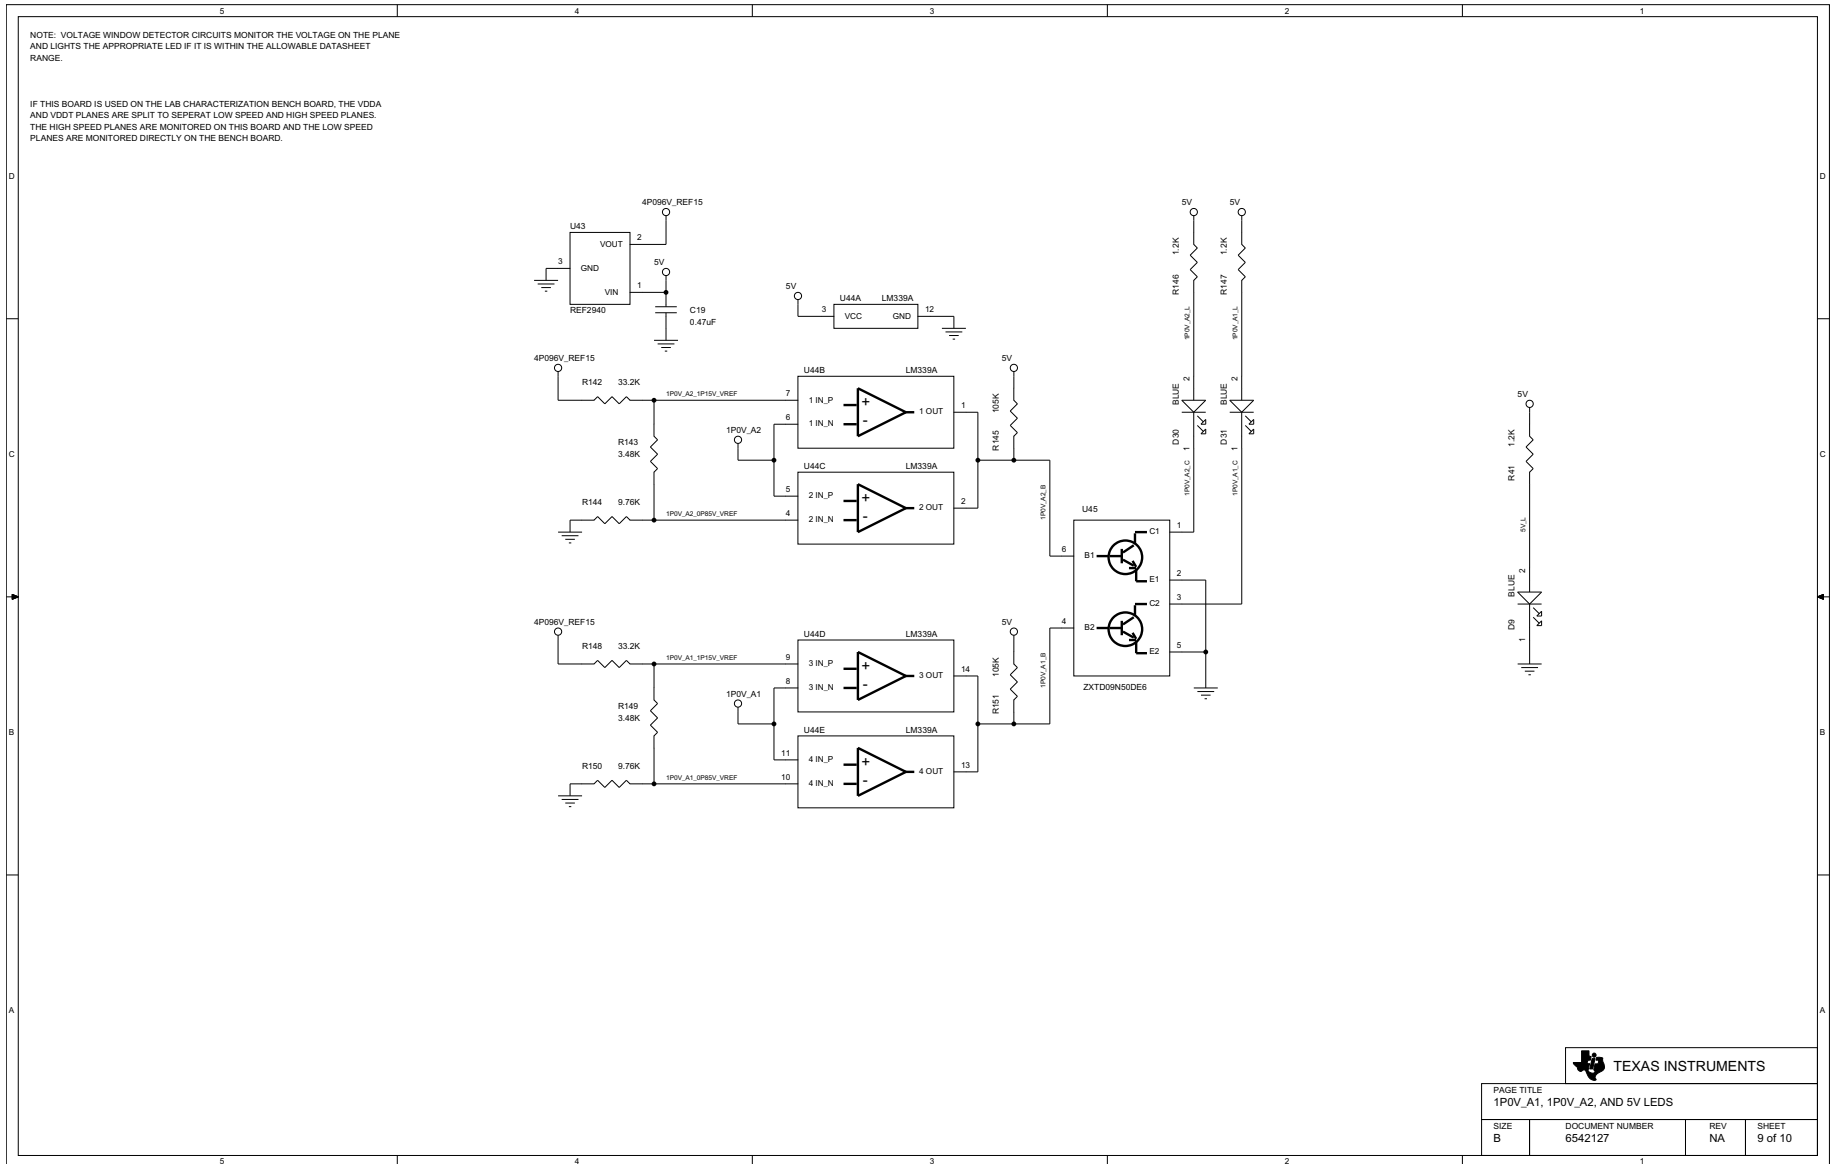 5 4 3 2 1
NOTE: VOLTAGE WINDOW DETECTOR CIRCUITS MONITOR THE VOLTAGE ON THE PLANE
AND LIGHTS THE APPROPRIATE LED IF IT IS WITHIN THE ALLOWABLE DATASHEET
RANGE.
IF THIS BOARD IS USED ON THE LAB CHARACTERIZATION BENCH BOARD, THE VDDA
AND VDDT PLANES ARE SPLIT TO SEPERAT LOW SPEED AND HIGH SPEED PLANES.
THE HIGH SPEED PLANES ARE MONITORED ON THIS BOARD AND THE LOW SPEED
PLANES ARE MONITORED DIRECTLY ON THE BENCH BOARD.
D D
4P096V_REF15
U43
VOUT 2
3 GND
VIN 1
REF2940
5V
C19
0.47uF
5V
U44A LM339A
3 VCC GND 12
4P096V_REF15
R142 33.2K
1P0V_A2_1P15V_VREF
R143
3.48K
R144 9.76K
1P0V_A2_0P85V_VREF
1P0V_A2
U44B LM339A
7 1 IN_P + 1 OUT 1
6 1 IN_N -
U44C LM339A
5 2 IN_P + 2 OUT 2
4 2 IN_N -
5V
R145 105K
1P0V_A2_B
C C
4P096V_REF15
R148 33.2K
1P0V_A1_1P15V_VREF
R149
3.48K
R150 9.76K
1P0V_A1_0P85V_VREF
1P0V_A1
U44D LM339A
9 3 IN_P + 3 OUT 14
8 3 IN_N -
U44E LM339A
11 4 IN_P + 4 OUT 13
10 4 IN_N -
5V
R151 105K
1P0V_A1_B
5V
R146 1.2K
1P0V_A2_L
2
D30 BLUE
1
1P0V_A2_C
5V
R147 1.2K
1P0V_A1_L
2
D31 BLUE
1
1P0V_A1_C
U45
6 B1 C1 1
E1 2
C2 3
4 B2
E2 5
ZXTD09N50DE6
5V
R41 1.2K
5V_L
2
D9 BLUE
1
B B
A A
TEXAS INSTRUMENTS
PAGE TITLE
1P0V_A1, 1P0V_A2, AND 5V LEDS
SIZE DOCUMENT NUMBER REV SHEET
B 6542127 NA 9 of 10
5 4 3 2 1